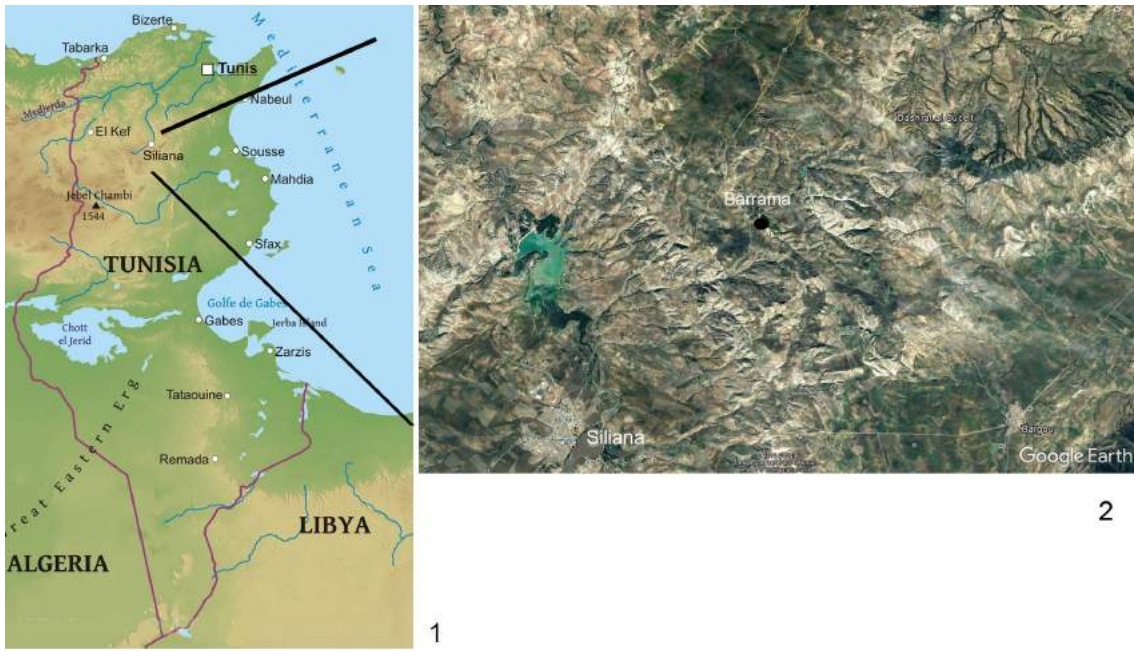 Bizerte
Tabarka
Tunis
Mediterranean Sea
Medjerda
Nabeul
El Kef
Siliana
Sousse
Mahdia
Jebel Chambi
1544
Sfax
TUNISIA
Golfe de Gabes
Gabes
Jerba Island
Chott
el Jerid
Zarzis
Tataouine
Great Eastern Erg
Remada
LIBYA
ALGERIA
1
Barrama
Siliana
Bargou
Google Earth
2